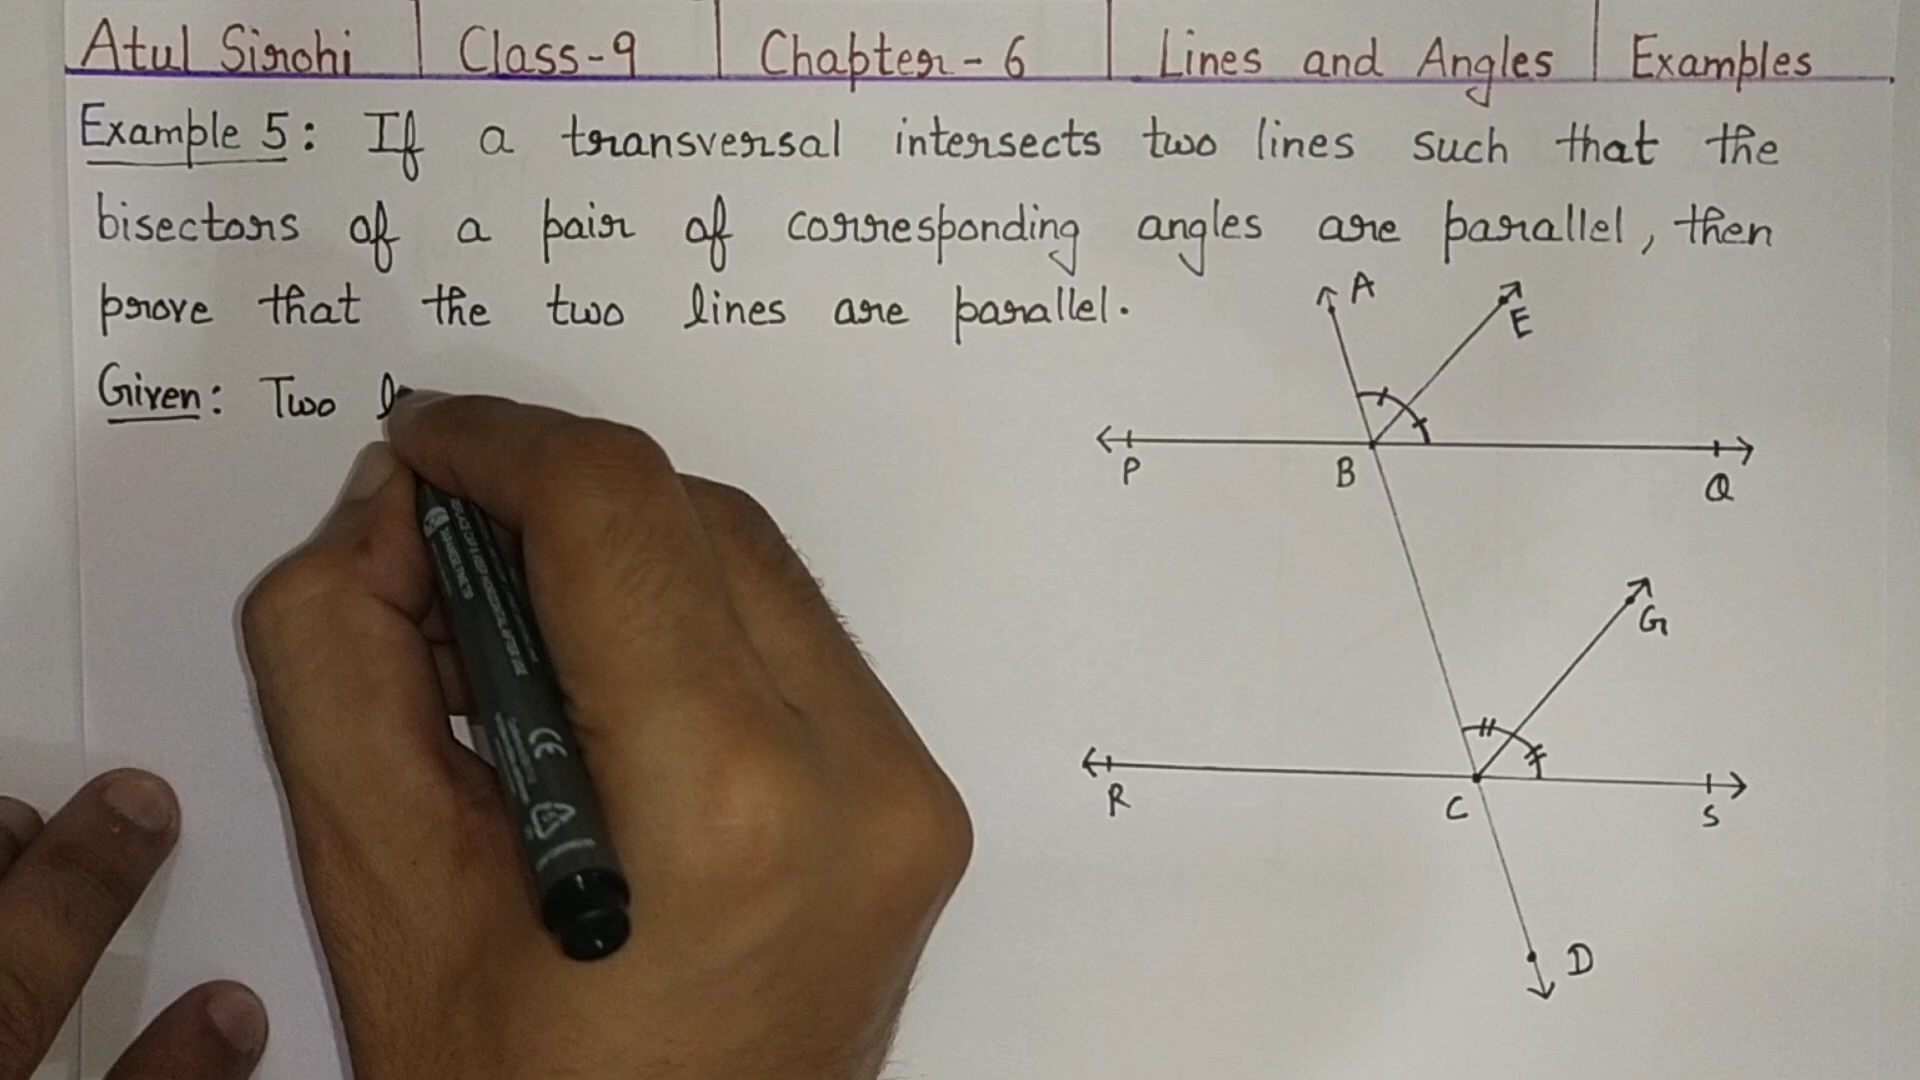 Atul Sirohi Class-9 Chapter-6 Lines and Angles Examples
Example 5: If a transversal intersects two lines such that the
bisectors of a pair of corresponding angles are parallel, then
prove that the two lines are parallel.
Given: Two
A
E
P
B
Q
G
R
C
S
D
CE